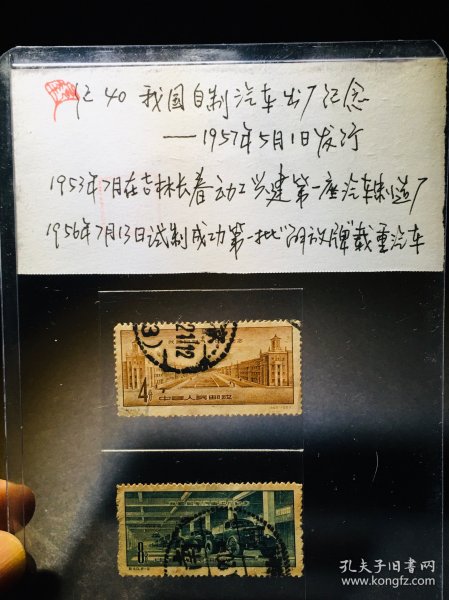 纪40 我國自制汽车出厂纪念
——1957年5月1日发行
1953年7月在吉林长春动工兴建第一座汽车制造厂
1956年7月13日试制成功第一批"解放牌"载重汽车
4分
中国人民邮政
8分
孔夫子旧书网
www.kongfz.com